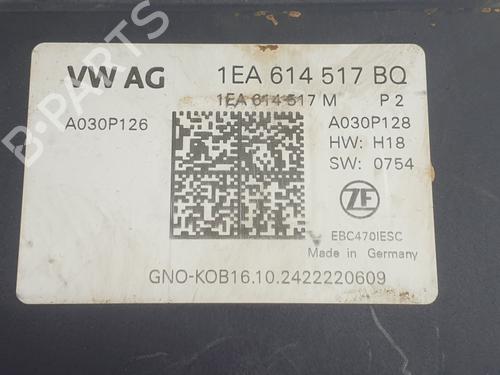 VW AG 1EA 614 517 BQ
1EA 614 517 M P 2
A030P126 A030P128
HW: H18
SW: 0754
ZF
EBC470IESC
Made in Germany
GNO-KOB16.10.2422220609
B-PARTS